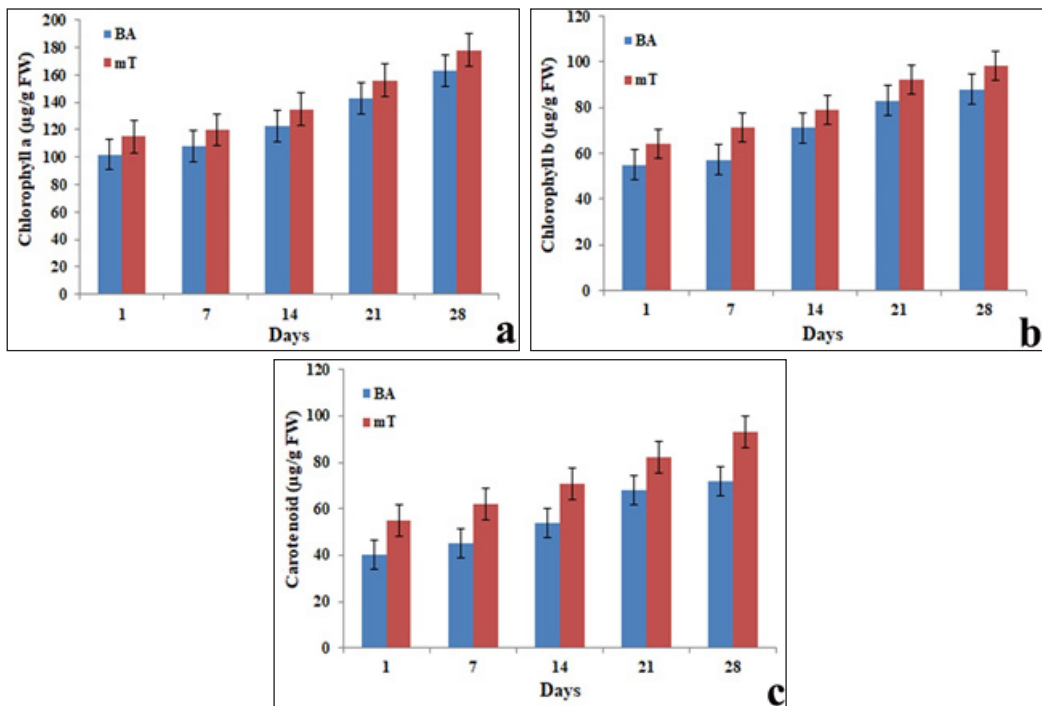 Chlorophyll a (µg/g FW)
200
180
160
140
120
100
80
60
40
20
0
BA
mT
1 7 14 21 28
Days
a
Chlorophyll b (µg/g FW)
120
100
80
60
40
20
0
BA
mT
1 7 14 21 28
Days
b
Carotenoid (µg/g FW)
120
100
80
60
40
20
0
BA
mT
1 7 14 21 28
Days
c